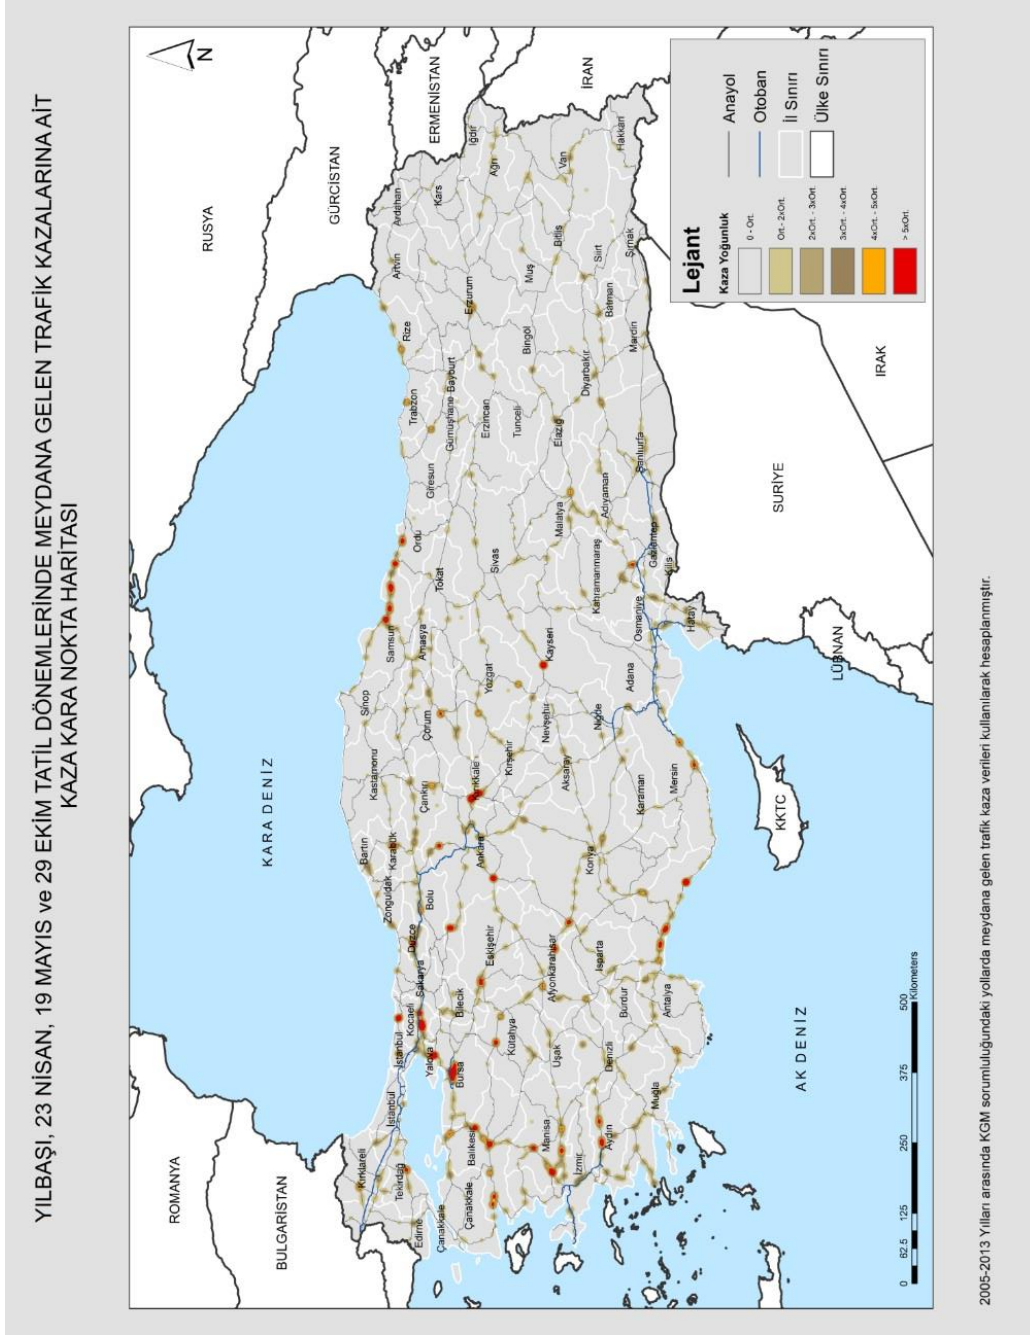 YILBAŞI, 23 NİSAN, 19 MAYIS ve 29 EKİM TATİL DÖNEMLERİNDE MEYDANA GELEN TRAFİK KAZALARINA AİT
KAZA KARA NOKTA HARİTASI
N
ROMANYA
BULGARİSTAN
RUSYA
GÜRCİSTAN
ERMENİSTAN
İRAN
KARADENİZ
Kırklareli
Edirne
Tekirdağ
İstanbul
İstanbul
Çanakkale
Çanakkale
Kocaeli
Yalova
Sakarya
Düzce
Zonguldak
Bartın
Karabük
Kastamonu
Sinop
Samsun
Ordu
Giresun
Trabzon
Rize
Artvin
Ardahan
Kars
Iğdır
Bolu
Çankırı
Çorum
Amasya
Tokat
Gümüşhane
Bayburt
Erzurum
Ağrı
Balıkesir
Bursa
Bilecik
Eskişehir
Ankara
Kırıkkale
Yozgat
Sivas
Erzincan
Tunceli
Bingöl
Muş
Bitlis
Van
Hakkari
Manisa
İzmir
Kütahya
Uşak
Afyonkarahisar
Kırşehir
Nevşehir
Kayseri
Aksaray
Niğde
Malatya
Elazığ
Diyarbakır
Batman
Siirt
Şırnak
Mardin
Aydın
Denizli
Muğla
Burdur
Isparta
Antalya
Konya
Karaman
Mersin
Adana
Osmaniye
Kahramanmaraş
Adıyaman
Gaziantep
Şanlıurfa
Kilis
Hatay
AKDENİZ
KKTC
LÜBNAN
SURİYE
IRAK
Lejant
Kaza Yoğunluk
0 - Ort.
Ort.- 2xOrt.
2xOrt. - 3xOrt.
3xOrt. - 4xOrt.
4xOrt. - 5xOrt.
> 5xOrt.
Anayol
Otoban
İl Sınırı
Ülke Sınırı
0 62.5 125 250 375 500
Kilometers
2005-2013 Yılları arasında KGM sorumluluğundaki yollarda meydana gelen trafik kaza verileri kullanılarak hesaplanmıştır.